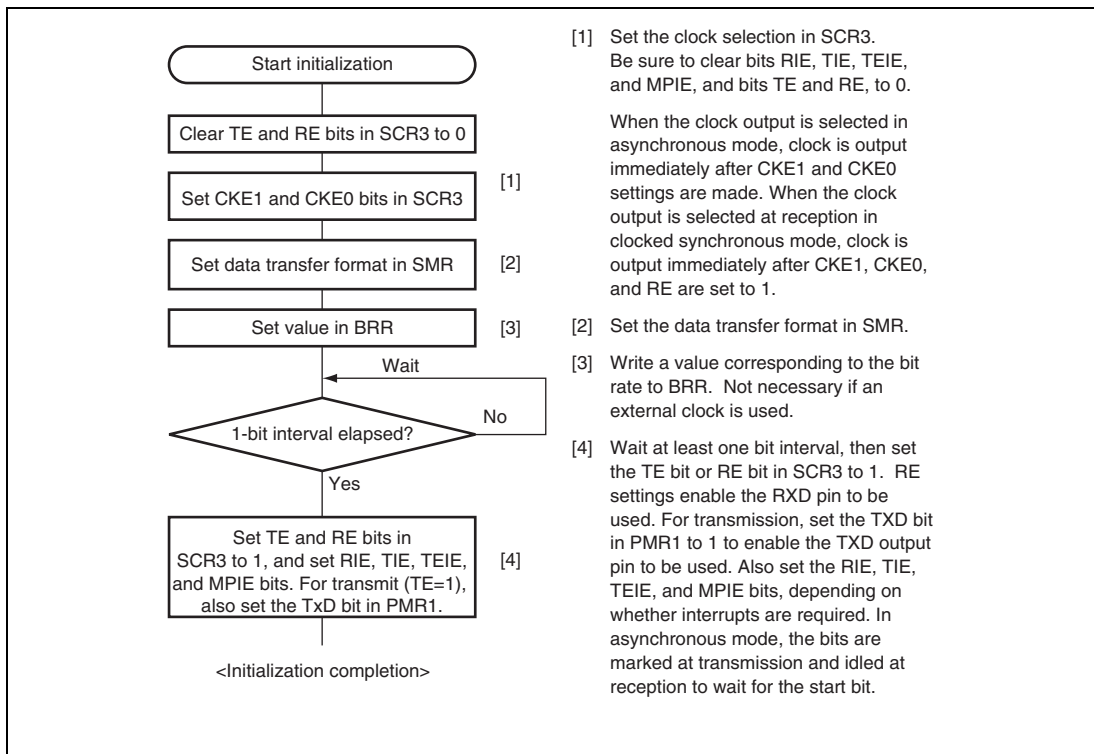 Start initialization
Clear TE and RE bits in SCR3 to 0
[1]
Set CKE1 and CKE0 bits in SCR3
Set data transfer format in SMR
[2]
Set value in BRR
[3]
Wait
No
1-bit interval elapsed?
Yes
Set TE and RE bits in
SCR3 to 1, and set RIE, TIE, TEIE,
and MPIE bits. For transmit (TE=1),
also set the TxD bit in PMR1.
[4]
<Initialization completion>
[1] Set the clock selection in SCR3.
Be sure to clear bits RIE, TIE, TEIE,
and MPIE, and bits TE and RE, to 0.
When the clock output is selected in
asynchronous mode, clock is output
immediately after CKE1 and CKE0
settings are made. When the clock
output is selected at reception in
clocked synchronous mode, clock is
output immediately after CKE1, CKE0,
and RE are set to 1.
[2] Set the data transfer format in SMR.
[3] Write a value corresponding to the bit
rate to BRR. Not necessary if an
external clock is used.
[4] Wait at least one bit interval, then set
the TE bit or RE bit in SCR3 to 1. RE
settings enable the RXD pin to be
used. For transmission, set the TXD bit
in PMR1 to 1 to enable the TXD output
pin to be used. Also set the RIE, TIE,
TEIE, and MPIE bits, depending on
whether interrupts are required. In
asynchronous mode, the bits are
marked at transmission and idled at
reception to wait for the start bit.